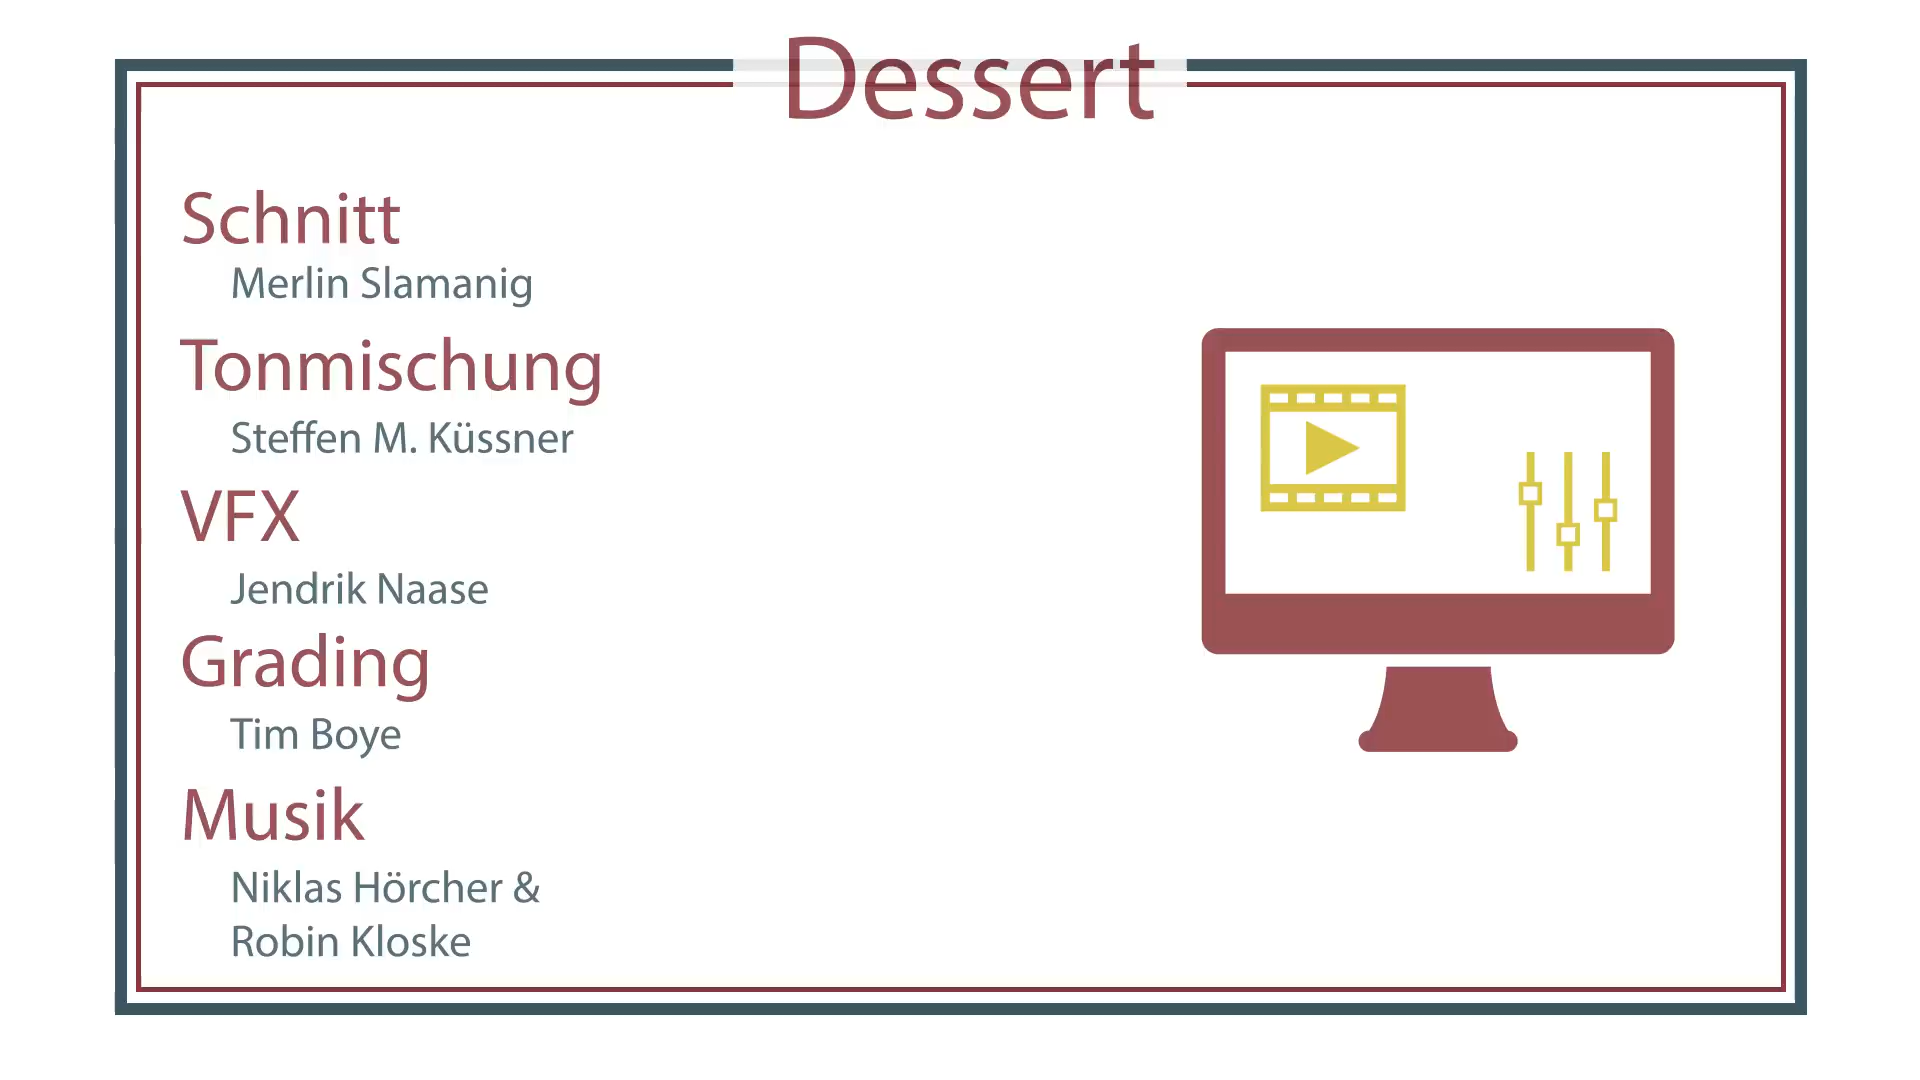 Dessert
Schnitt
Merlin Slamanig
Tonmischung
Steffen M. Küssner
VFX
Jendrik Naase
Grading
Tim Boye
Musik
Niklas Hörcher &
Robin Kloske